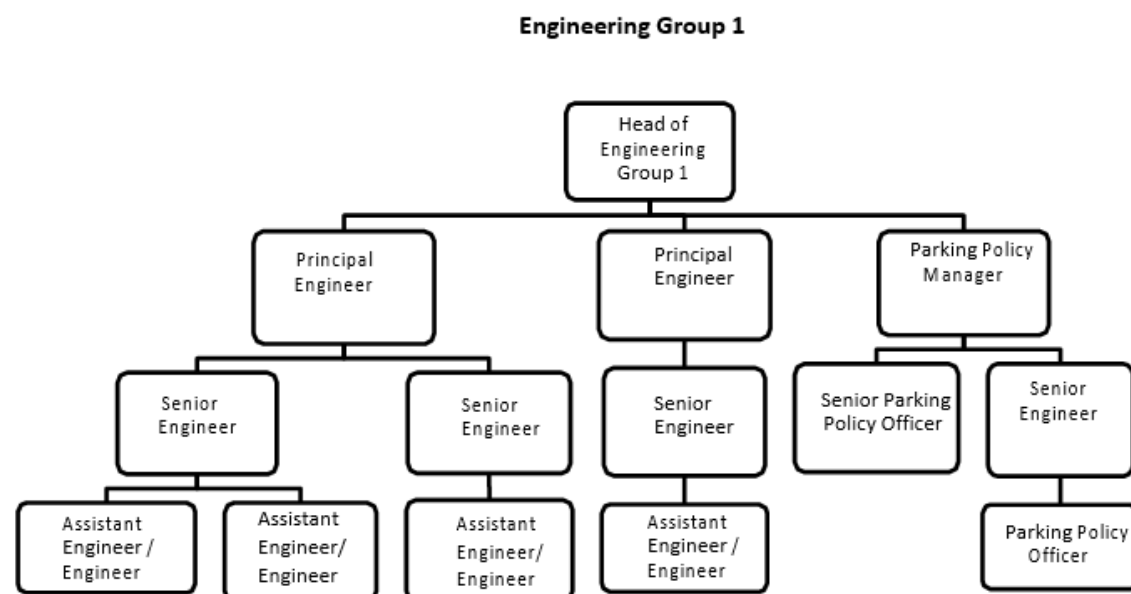 Engineering Group 1
Head of
Engineering
Group 1
Principal
Engineer
Principal
Engineer
Parking Policy
Manager
Senior
Engineer
Senior
Engineer
Senior
Engineer
Senior Parking
Policy Officer
Senior
Engineer
Assistant
Engineer /
Engineer
Assistant
Engineer/
Engineer
Assistant
Engineer/
Engineer
Assistant
Engineer /
Engineer
Parking Policy
Officer